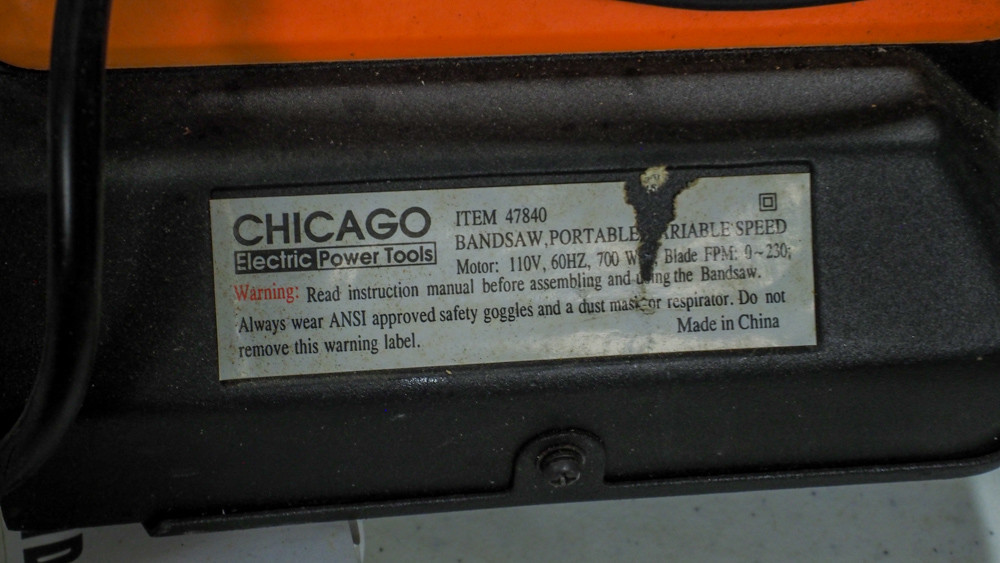 CHICAGO
Electric Power Tools
ITEM 47840
BANDSAW, PORTABLE, VARIABLE SPEED
Motor: 110V, 60HZ, 700 W Blade FPM: 0~230;
Warning: Read instruction manual before assembling and using the Bandsaw.
Always wear ANSI approved safety goggles and a dust mask or respirator. Do not
remove this warning label.
Made in China